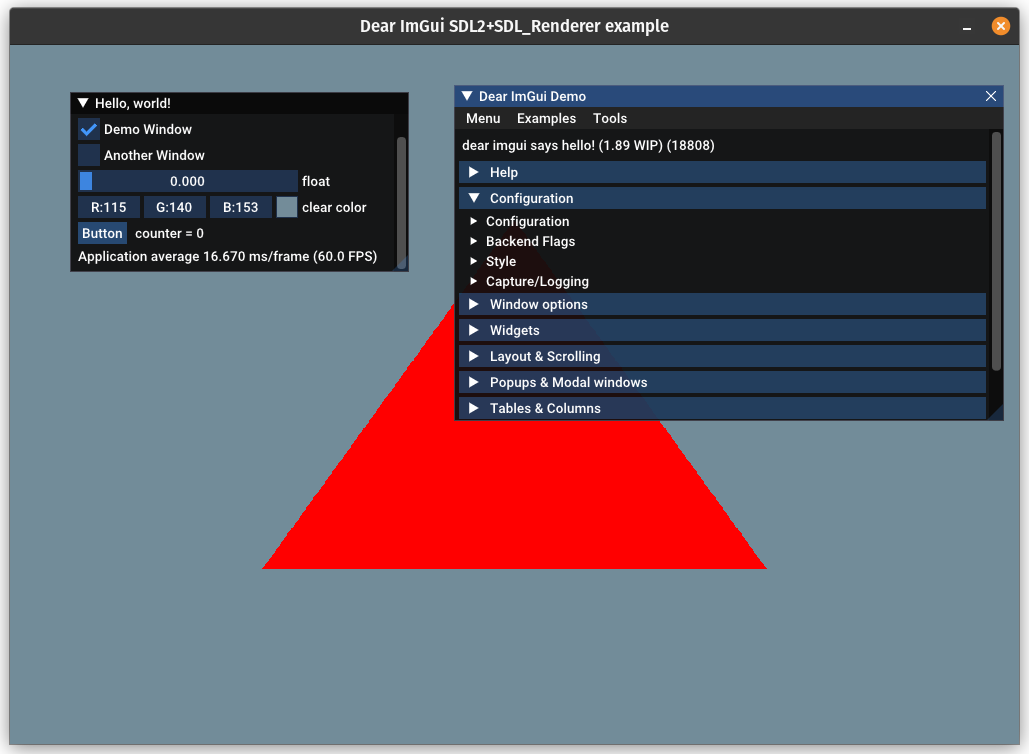 Dear ImGui SDL2+SDL_Renderer example
Hello, world!
Demo Window
Another Window
0.000 float
R:115 G:140 B:153 clear color
Button counter = 0
Application average 16.670 ms/frame (60.0 FPS)
Dear ImGui Demo
Menu Examples Tools
dear imgui says hello! (1.89 WIP) (18808)
Help
Configuration
Configuration
Backend Flags
Style
Capture/Logging
Window options
Widgets
Layout & Scrolling
Popups & Modal windows
Tables & Columns